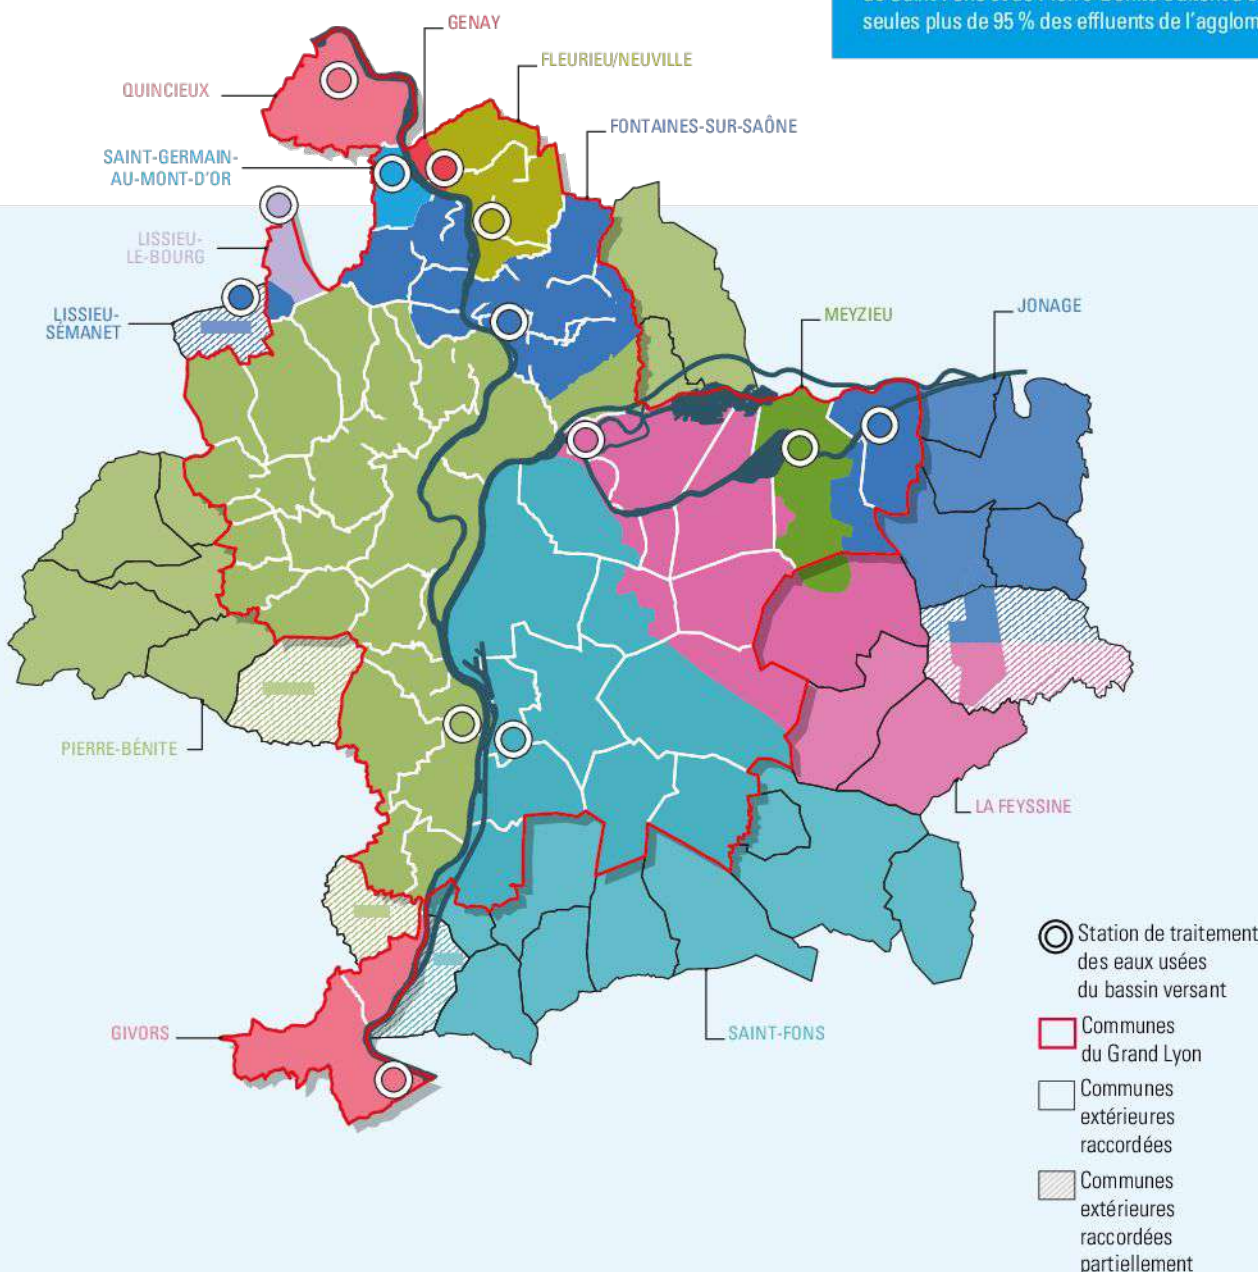 seules plus de 95 % des effluents de l'agglom
GENAY
FLEURIEU/NEUVILLE
QUINCIEUX
FONTAINES-SUR-SAÔNE
SAINT-GERMAIN-
AU-MONT-D'OR
LISSIEU-
LE-BOURG
LISSIEU-
SÉMANET
MEYZIEU
JONAGE
PIERRE-BÉNITE
LA FEYSSINE
GIVORS
SAINT-FONS
Station de traitement
des eaux usées
du bassin versant
Communes
du Grand Lyon
Communes
extérieures
raccordées
Communes
extérieures
raccordées
partiellement